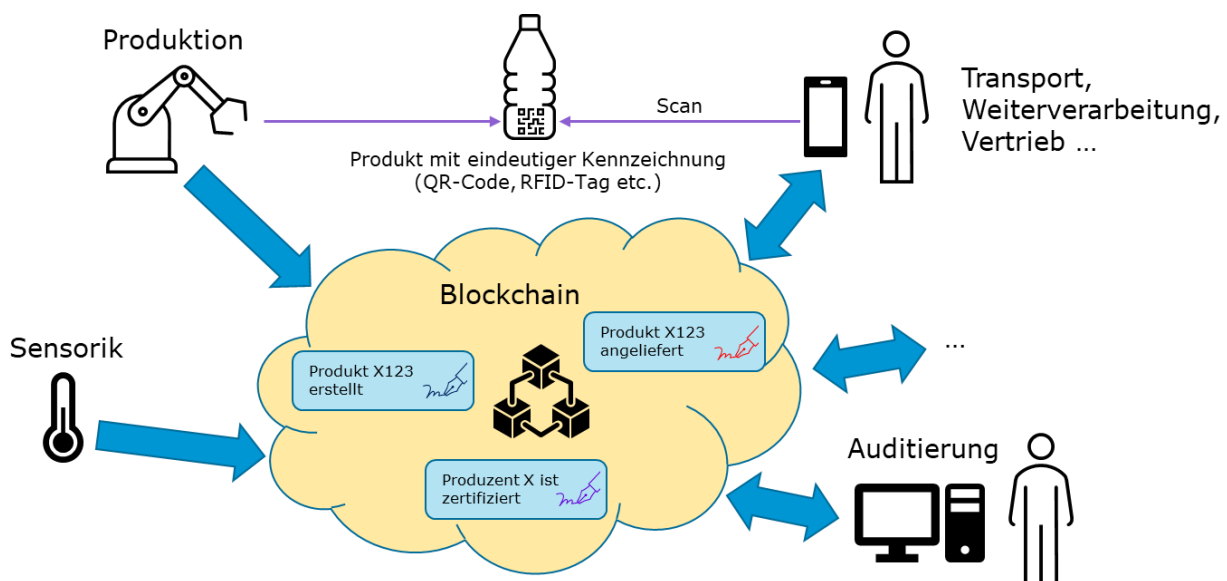 Produktion
Scan
Transport,
Weiterverarbeitung,
Vertrieb ...
Produkt mit eindeutiger Kennzeichnung
(QR-Code, RFID-Tag etc.)
Blockchain
Produkt X123
angeliefert
Sensorik
Produkt X123
erstellt
...
Auditierung
Produzent X ist
zertifiziert